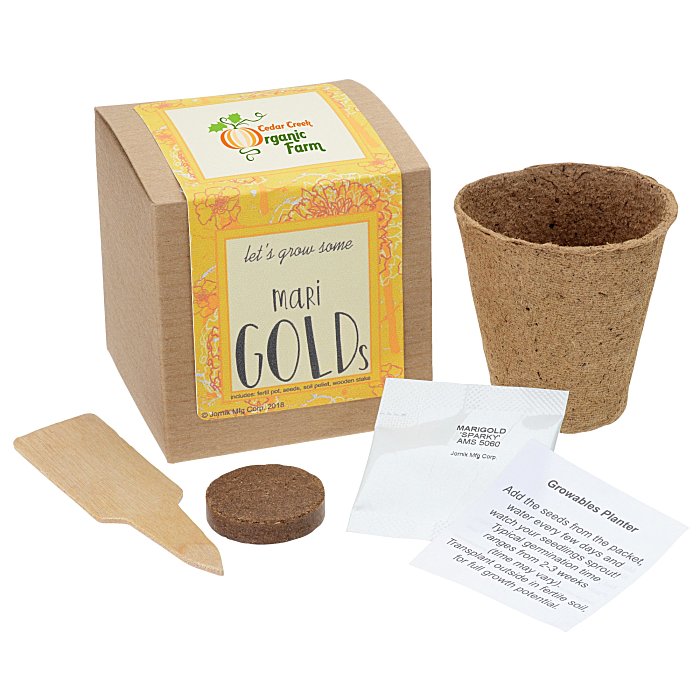 Cedar Creek
Organic
Farm
let's grow some
mari
GOLDs
includes: fertil pot, seeds, soil pellet, wooden stake
© Jornik Mfg Corp. 2018
MARIGOLD
'SPARKY'
AMS 5060
Jornik Mfg Corp.
Growables Planter
Add the seeds from the packet,
water every few days and
watch your seedlings sprout!
Typical germination time
ranges from 2-3 weeks
(time may vary).
Transplant outside in fertile soil,
for full growth potential.